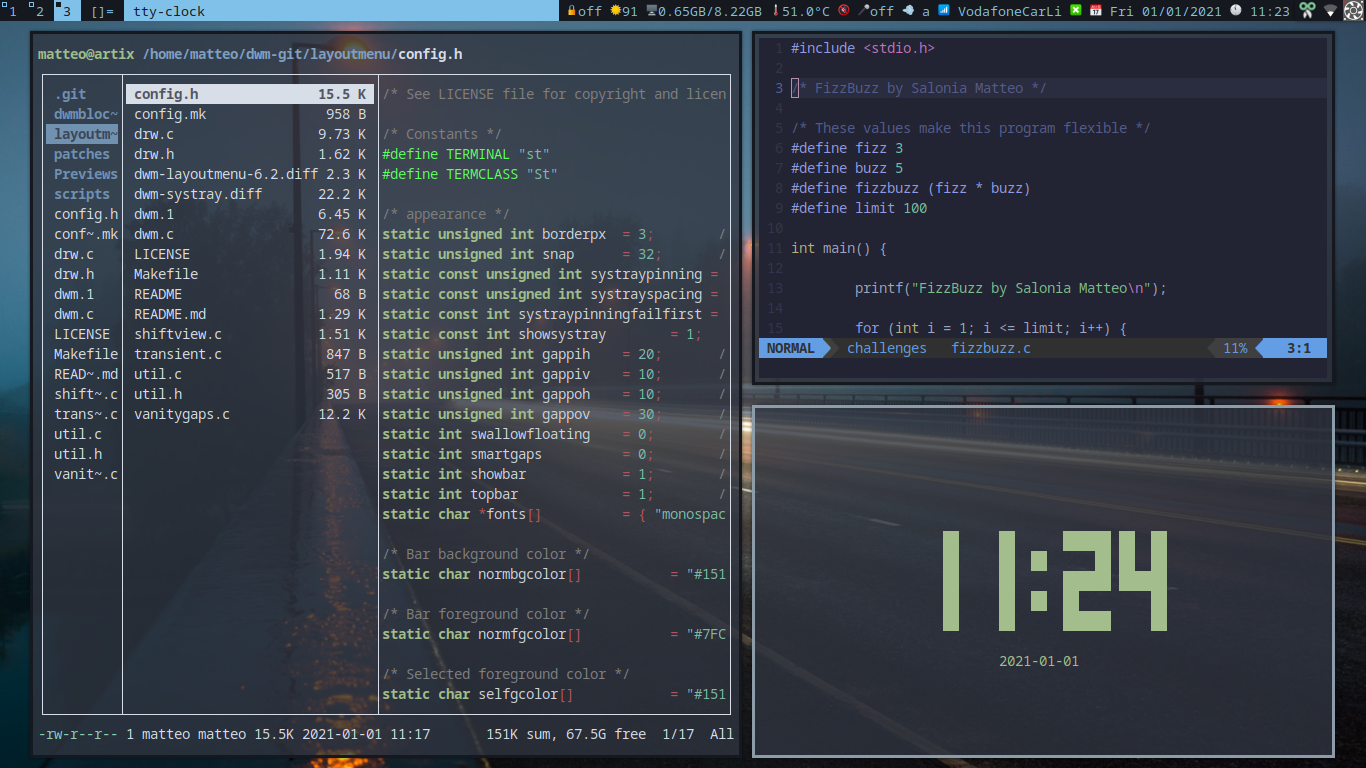 1 2 3 []= tty-clock off 91 0.65GB/8.22GB 51.0°C off a VodafoneCarLi Fri 01/01/2021 11:23
matteo@artix /home/matteo/dwm-git/layoutmenu/config.h
.git
dwmbloc~
layoutm~
patches
Previews
scripts
config.h
conf~.mk
drw.c
drw.h
dwm.1
dwm.c
LICENSE
Makefile
READ~.md
shift~.c
trans~.c
util.c
util.h
vanit~.c
config.h 15.5 K
config.mk 958 B
drw.c 9.73 K
drw.h 1.62 K
dwm-layoutmenu-6.2.diff 2.3 K
dwm-systray.diff 22.2 K
dwm.1 6.45 K
dwm.c 72.6 K
LICENSE 1.94 K
Makefile 1.11 K
README 68 B
README.md 1.29 K
shiftview.c 1.51 K
transient.c 847 B
util.c 517 B
util.h 305 B
vanitygaps.c 12.2 K
/* See LICENSE file for copyright and licen
/* Constants */
#define TERMINAL "st"
#define TERMCLASS "St"
/* appearance */
static unsigned int borderpx = 3; /
static unsigned int snap = 32; /
static const unsigned int systraypinning =
static const unsigned int systrayspacing =
static const int systraypinningfailfirst =
static const int showsystray = 1;
static unsigned int gappih = 20; /
static unsigned int gappiv = 10; /
static unsigned int gappoh = 10; /
static unsigned int gappov = 30; /
static int swallowfloating = 0; /
static int smartgaps = 0; /
static int showbar = 1; /
static int topbar = 1; /
static char *fonts[] = { "monospac
/* Bar background color */
static char normbgcolor[] = "#151
/* Bar foreground color */
static char normfgcolor[] = "#7FC
/* Selected foreground color */
static char selfgcolor[] = "#151
-rw-r--r-- 1 matteo matteo 15.5K 2021-01-01 11:17 151K sum, 67.5G free 1/17 All
1 #include <stdio.h>
2
3 /* FizzBuzz by Salonia Matteo */
4
5 /* These values make this program flexible */
6 #define fizz 3
7 #define buzz 5
8 #define fizzbuzz (fizz * buzz)
9 #define limit 100
10
11 int main() {
12
13 printf("FizzBuzz by Salonia Matteo\n");
14
15 for (int i = 1; i <= limit; i++) {
NORMAL challenges fizzbuzz.c 11% 3:1
11:24
2021-01-01